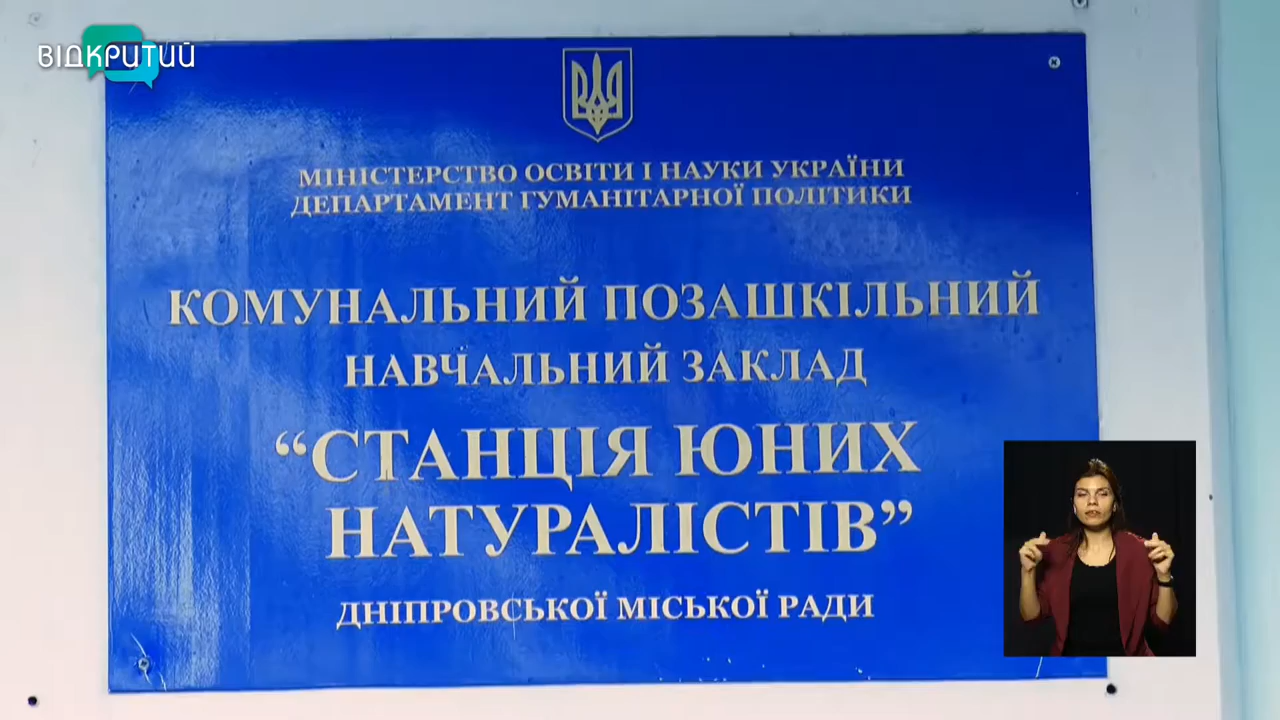 ВІДКРИТИЙ
МІНІСТЕРСТВО ОСВІТИ І НАУКИ УКРАЇНИ
ДЕПАРТАМЕНТ ГУМАНІТАРНОЇ ПОЛІТИКИ
КОМУНАЛЬНИЙ ПОЗАШКІЛЬНИЙ
НАВЧАЛЬНИЙ ЗАКЛАД
“СТАНЦІЯ ЮНИХ
НАТУРАЛІСТІВ”
ДНІПРОВСЬКОЇ МІСЬКОЇ РАДИ